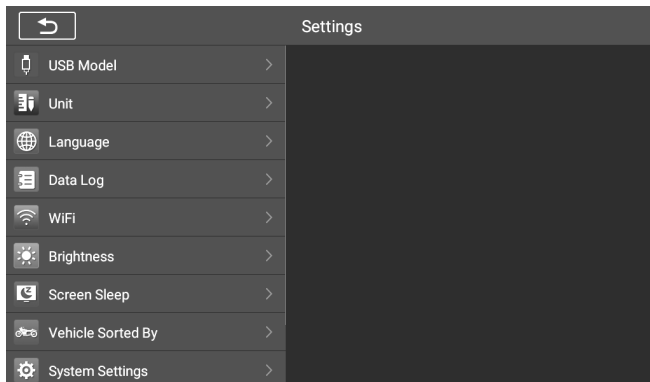 Settings
USB Model
Unit
Language
Data Log
WiFi
Brightness
Screen Sleep
Vehicle Sorted By
System Settings